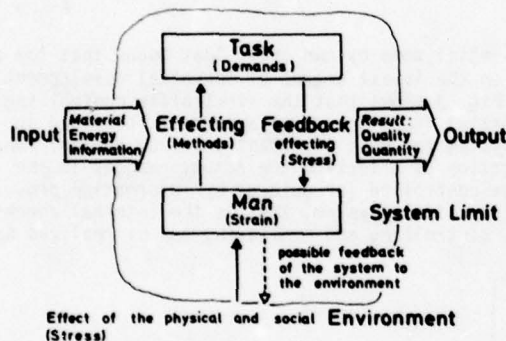 Task
(Demands)
Input
Material
Energy
Information
Effecting
(Methods)
Feedback
effecting
(Stress)
Result:
Quality
Quantity
Output
Man
(Strain)
System Limit
possible feedback
of the system to
the environment
Effect of the physical and social Environment
(Stress)